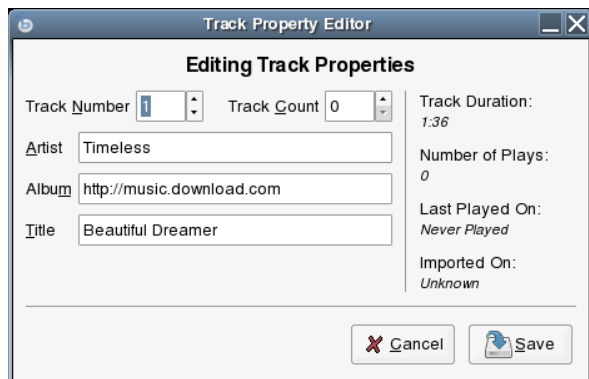 Track Property Editor
Editing Track Properties
Track Number 1 Track Count 0
Artist Timeless
Album http://music.download.com
Title Beautiful Dreamer
Track Duration:
1:36
Number of Plays:
0
Last Played On:
Never Played
Imported On:
Unknown
Cancel Save